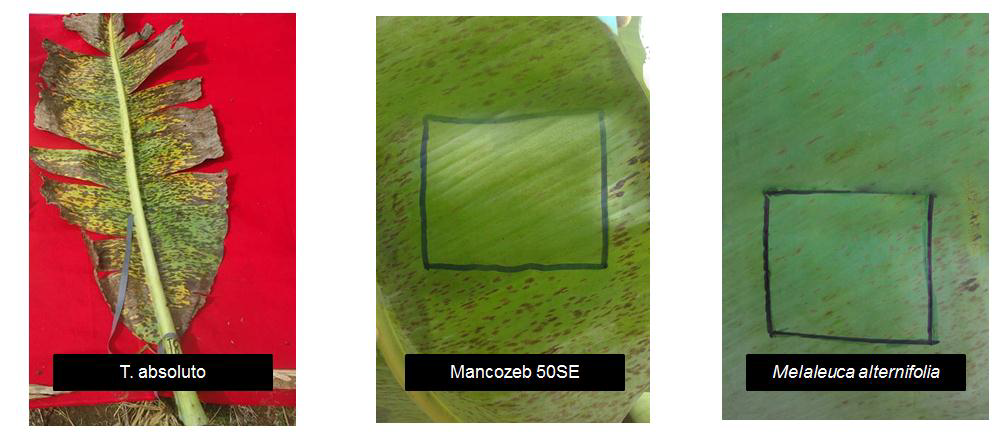 T. absoluto
Mancozeb 50SE
Melaleuca alternifolia